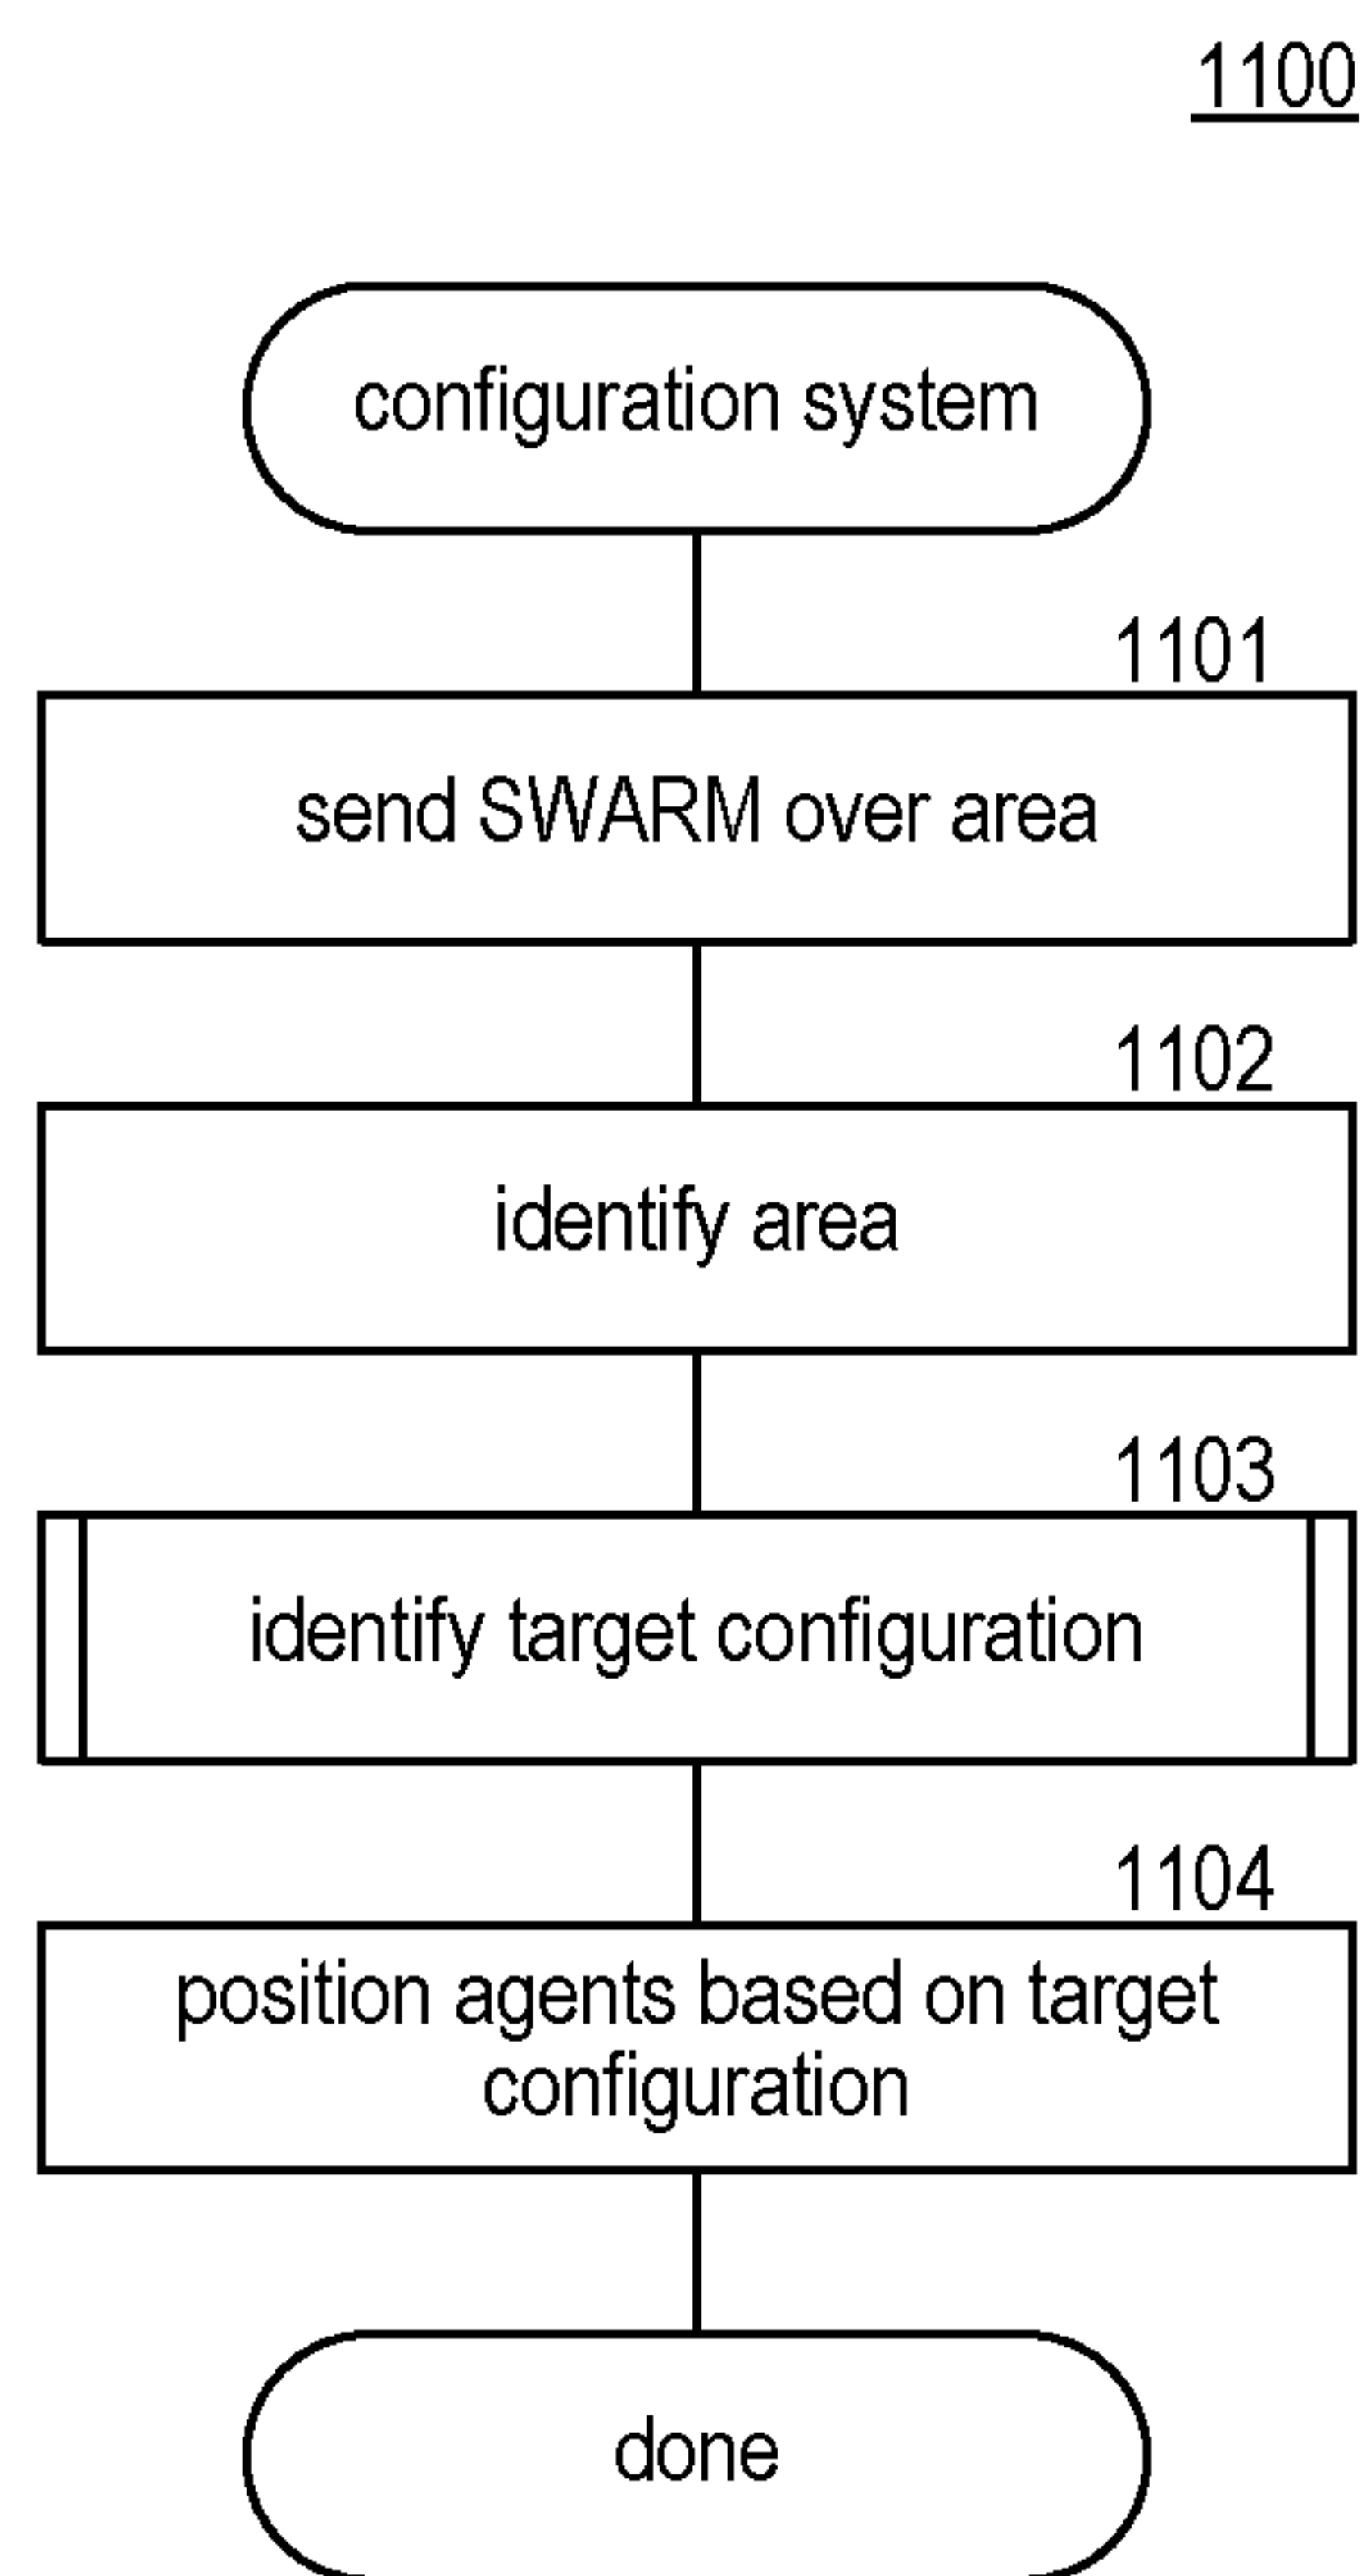 1100
configuration system
1101
send SWARM over area
1102
identify area
1103
identify target configuration
1104
position agents based on target
configuration
done